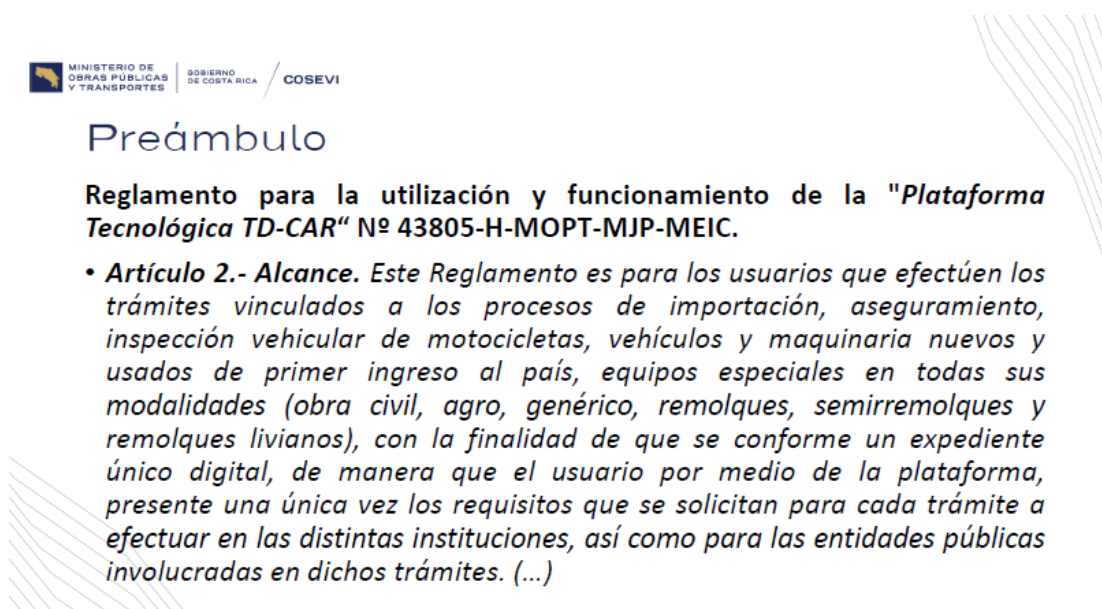 MINISTERIO DE
OBRAS PÚBLICAS
Y TRANSPORTES
GOBIERNO
DE COSTA RICA
COSEVI
Preámbulo
Reglamento para la utilización y funcionamiento de la "Plataforma
Tecnológica TD-CAR“ Nº 43805-H-MOPT-MJP-MEIC.
• Artículo 2.- Alcance. Este Reglamento es para los usuarios que efectúen los
trámites vinculados a los procesos de importación, aseguramiento,
inspección vehicular de motocicletas, vehículos y maquinaria nuevos y
usados de primer ingreso al país, equipos especiales en todas sus
modalidades (obra civil, agro, genérico, remolques, semirremolques y
remolques livianos), con la finalidad de que se conforme un expediente
único digital, de manera que el usuario por medio de la plataforma,
presente una única vez los requisitos que se solicitan para cada trámite a
efectuar en las distintas instituciones, así como para las entidades públicas
involucradas en dichos trámites. (...)